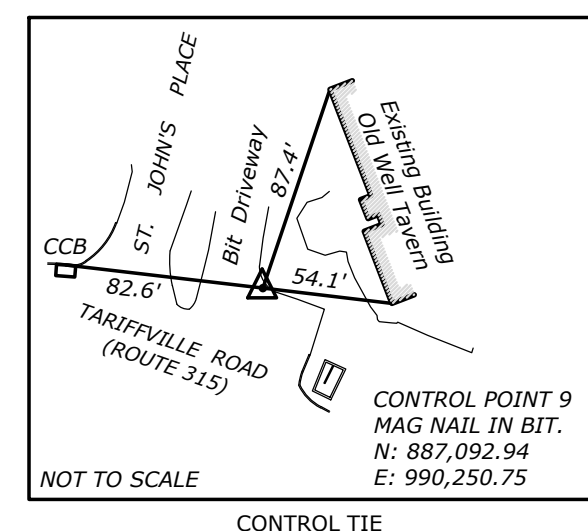 ST. JOHN'S PLACE
Bit Driveway
87.4'
Existing Building
Old Well Tavern
CCB
82.6'
54.1'
TARIFFVILLE ROAD
(ROUTE 315)
CONTROL POINT 9
MAG NAIL IN BIT.
N: 887,092.94
E: 990,250.75
NOT TO SCALE
CONTROL TIE